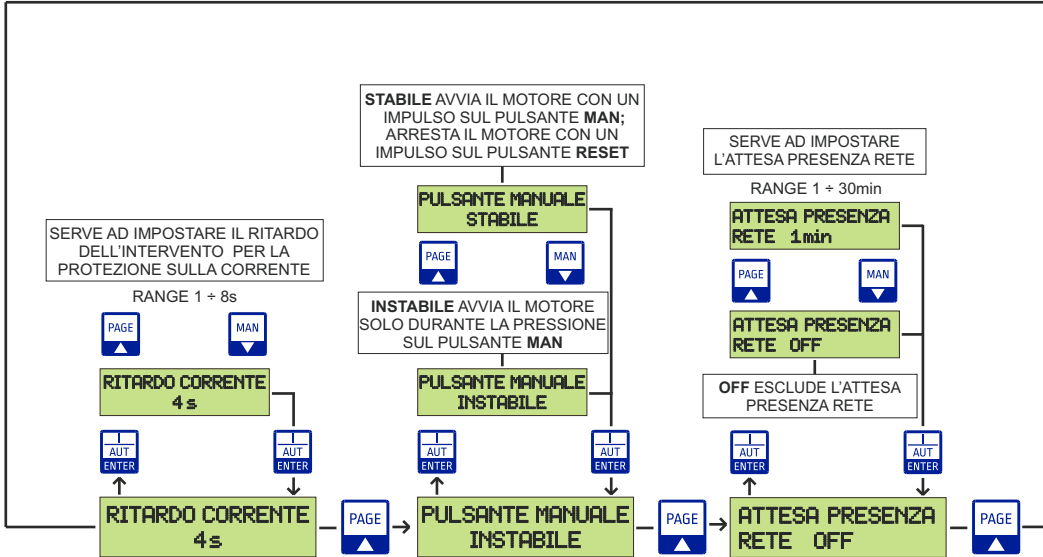 STABILE AVVIA IL MOTORE CON UN
IMPULSO SUL PULSANTE MAN;
ARRESTA IL MOTORE CON UN
IMPULSO SUL PULSANTE RESET
SERVE AD IMPOSTARE
L'ATTESA PRESENZA RETE
RANGE 1 ÷ 30min
PULSANTE MANUALE
STABILE
ATTESA PRESENZA
RETE 1min
SERVE AD IMPOSTARE IL RITARDO
DELL'INTERVENTO PER LA
PROTEZIONE SULLA CORRENTE
RANGE 1 ÷ 8s
PAGE
MAN
PAGE
MAN
INSTABILE AVVIA IL MOTORE
SOLO DURANTE LA PRESSIONE
SUL PULSANTE MAN
PAGE
MAN
ATTESA PRESENZA
RETE OFF
RITARDO CORRENTE
4s
PULSANTE MANUALE
INSTABILE
OFF ESCLUDE L'ATTESA
PRESENZA RETE
AUT
ENTER
AUT
ENTER
AUT
ENTER
AUT
ENTER
AUT
ENTER
AUT
ENTER
RITARDO CORRENTE
4s
PAGE
PULSANTE MANUALE
INSTABILE
PAGE
ATTESA PRESENZA
RETE OFF
PAGE